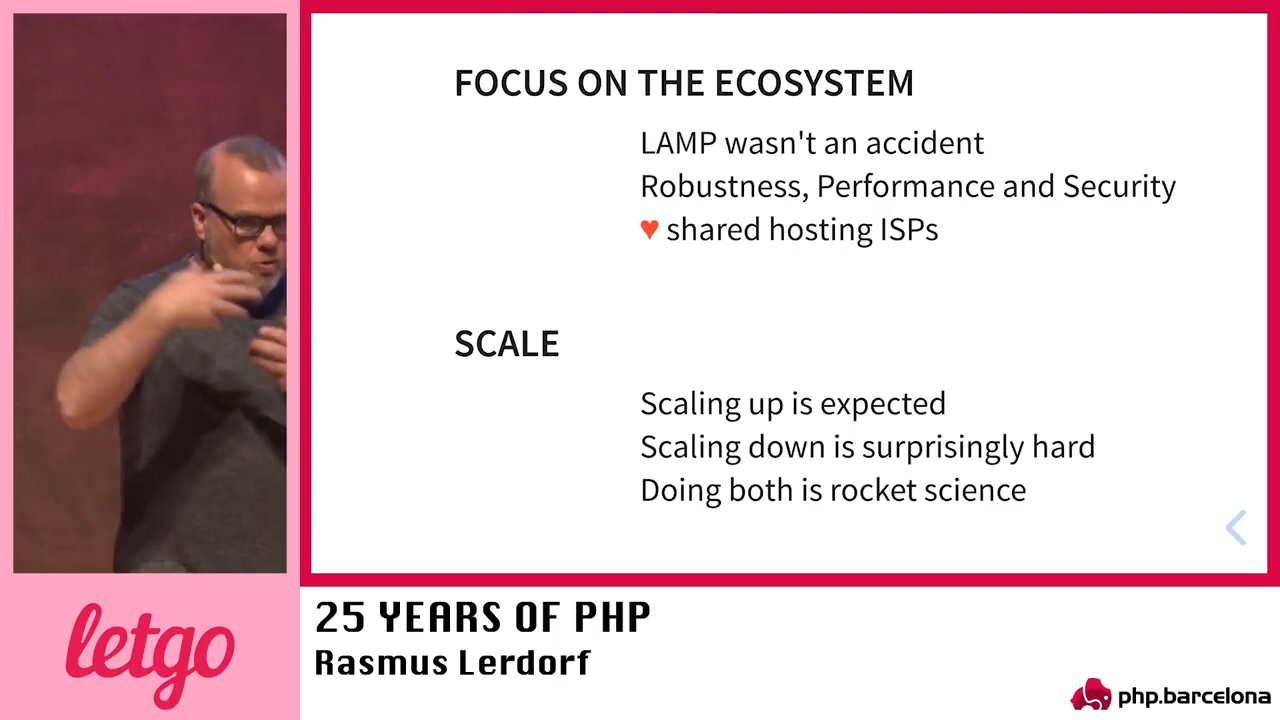 FOCUS ON THE ECOSYSTEM
LAMP wasn't an accident
Robustness, Performance and Security
♥ shared hosting ISPs
SCALE
Scaling up is expected
Scaling down is surprisingly hard
Doing both is rocket science
letgo
25 YEARS OF PHP
Rasmus Lerdorf
php.barcelona